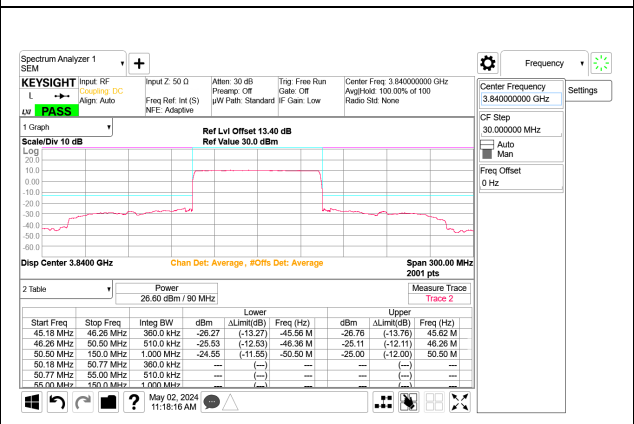 Spectrum Analyzer 1
SEM
Frequency
KEYSIGHT
L
LXI PASS
Input: RF
Coupling: DC
Align: Auto
Input Z: 50 Ω
Freq Ref: Int (S)
NFE: Adaptive
Atten: 30 dB
Preamp: Off
µW Path: Standard
Trig: Free Run
Gate: Off
IF Gain: Low
Center Freq: 3.840000000 GHz
Avg|Hold: 100.00% of 100
Radio Std: None
Center Frequency
3.840000000 GHz
Settings
CF Step
30.000000 MHz
Auto
Man
Freq Offset
0 Hz
1 Graph
Scale/Div 10 dB
Ref Lvl Offset 13.40 dB
Ref Value 30.0 dBm
Log
20.0
10.0
0.00
-10.0
-20.0
-30.0
-40.0
-50.0
-60.0
Disp Center 3.8400 GHz
Chan Det: Average , #Offs Det: Average
Span 300.00 MHz
2001 pts
2 Table
Power
26.60 dBm / 90 MHz
Measure Trace
Trace 2
Lower Upper
Start Freq Stop Freq Integ BW dBm ∆Limit(dB) Freq (Hz) dBm ∆Limit(dB) Freq (Hz)
45.18 MHz 46.26 MHz 360.0 kHz -26.27 (-13.27) -45.56 M -26.76 (-13.76) 45.62 M
46.26 MHz 50.50 MHz 510.0 kHz -25.53 (-12.53) -46.36 M -25.11 (-12.11) 46.26 M
50.50 MHz 150.0 MHz 1.000 MHz -24.55 (-11.55) -50.50 M -25.00 (-12.00) 50.50 M
50.18 MHz 50.77 MHz 360.0 kHz --- (---) --- --- (---) ---
50.77 MHz 55.00 MHz 510.0 kHz --- (---) --- --- (---) ---
55.00 MHz 150.0 MHz 1.000 MHz --- (---) --- --- (---) ---
May 02, 2024
11:18:16 AM